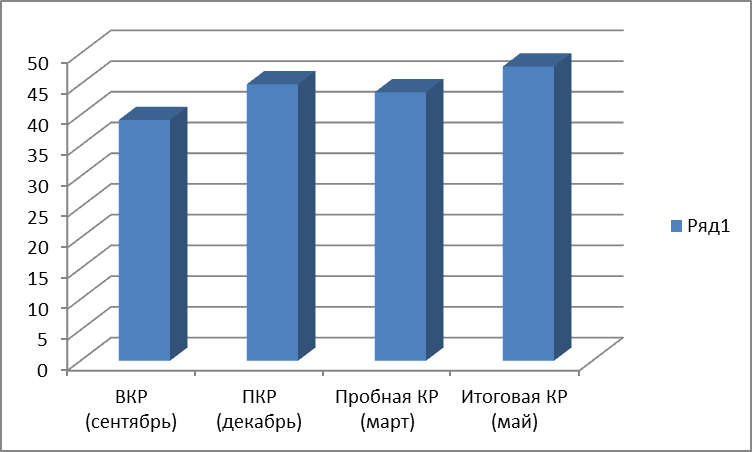 50
45
40
35
30
25
20
15
10
5
0
ВКР
(сентябрь)
ПКР
(декабрь)
Пробная КР
(март)
Итоговая КР
(май)
Ряд1